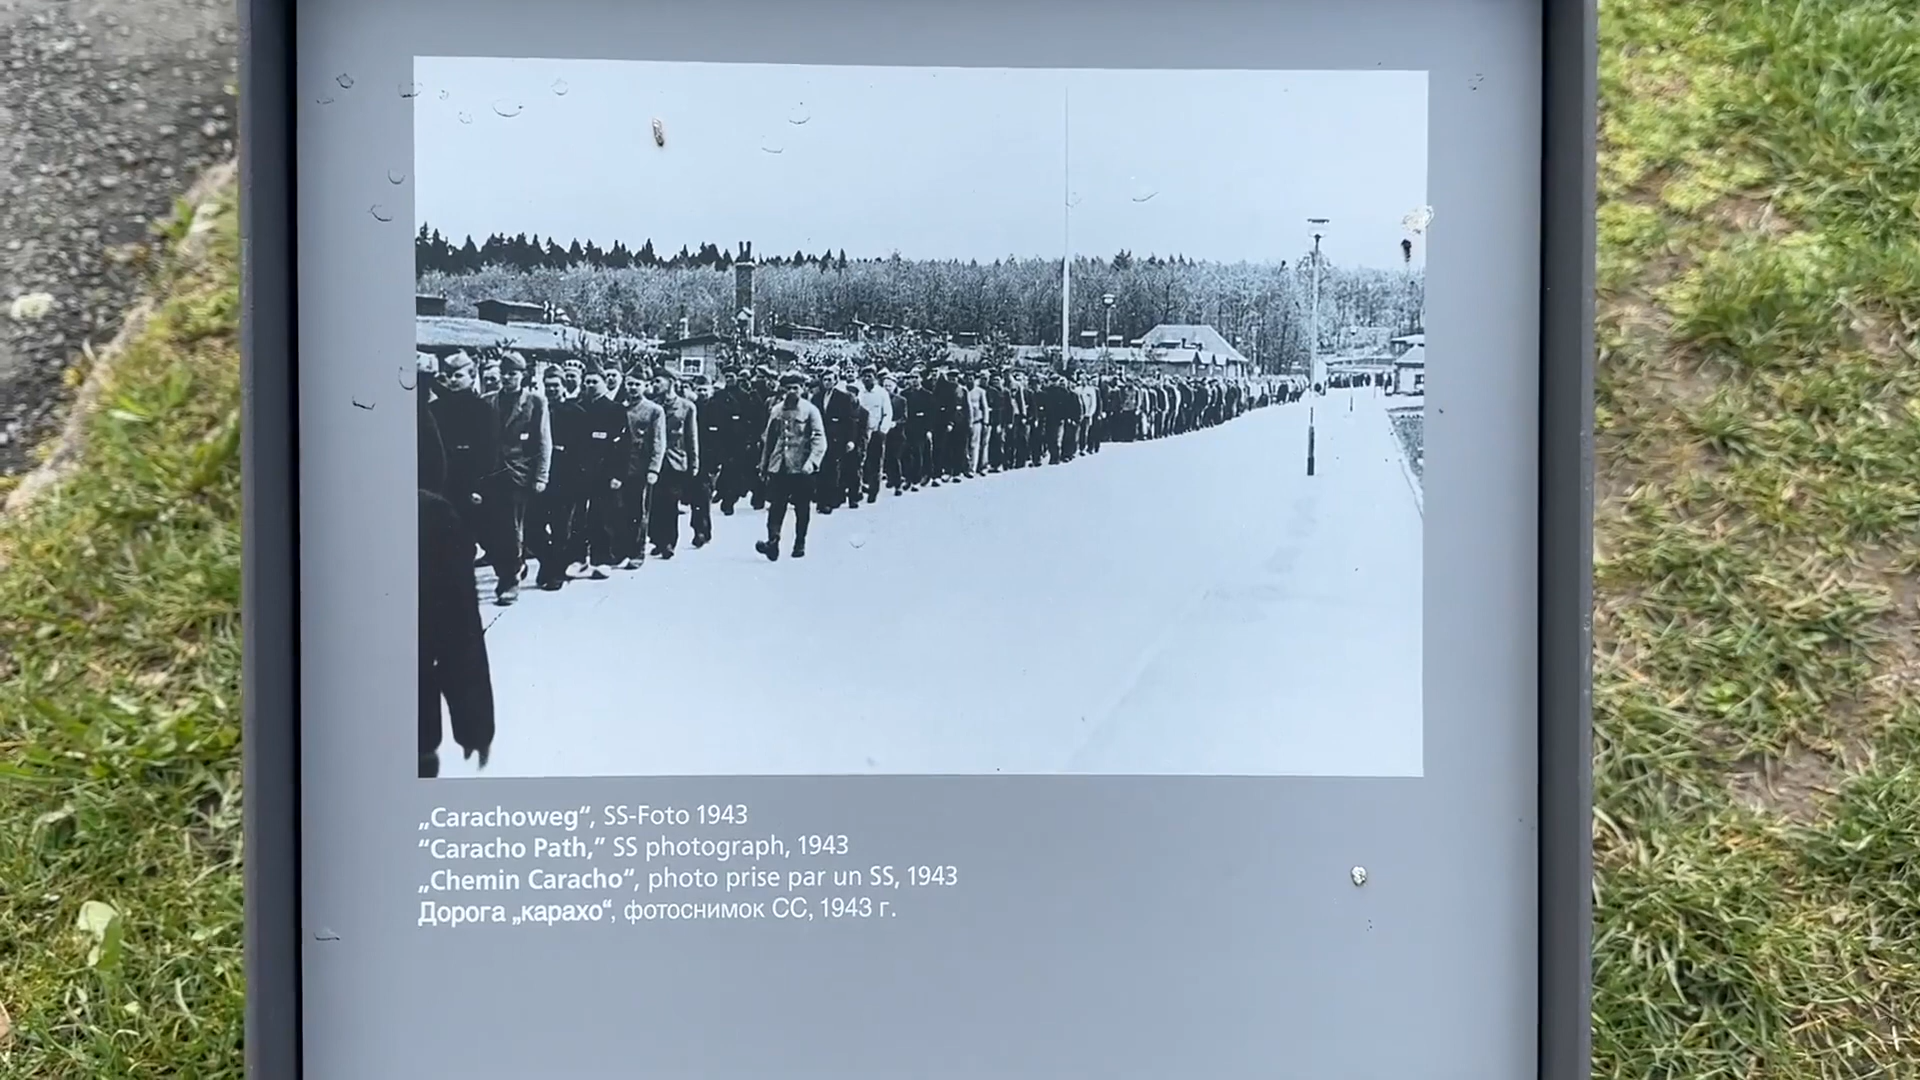 „Carachoweg“, SS-Foto 1943
“Caracho Path,” SS photograph, 1943
„Chemin Caracho“, photo prise par un SS, 1943
Дорога „карахо“, фотоснимок СС, 1943 г.